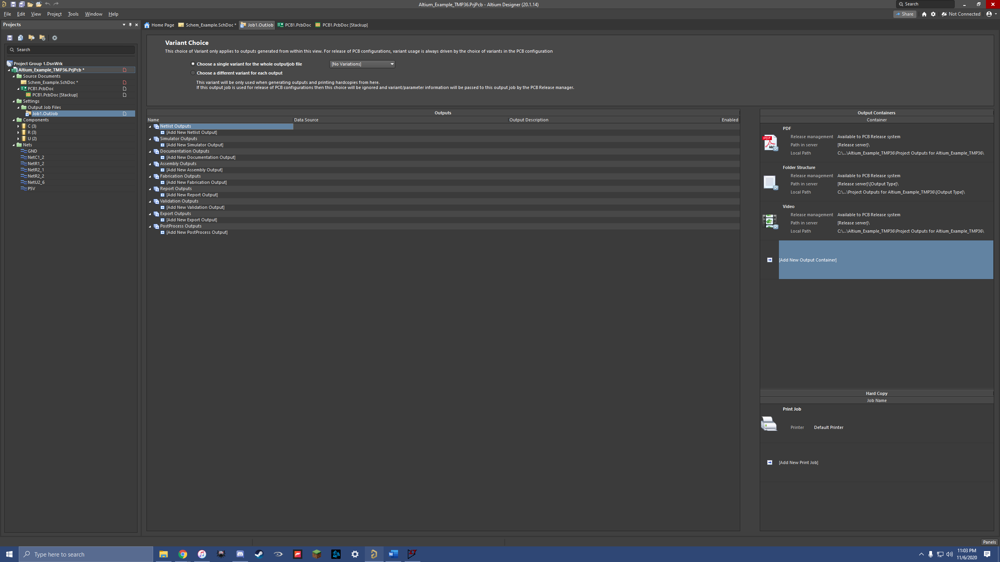 Altium_Example_TMP36.PrjPcb - Altium Designer (20.1.14)
Search
File Edit View Project Tools Window Help
Share
Not Connected
Projects
Home Page
Schem_Example.SchDoc *
Job1.OutJob
PCB1.PcbDoc
PCB1.PcbDoc [Stackup]
Search
Project Group 1.DsnWrk
Altium_Example_TMP36.PrjPcb *
Source Documents
Schem_Example.SchDoc *
PCB1.PcbDoc
PCB1.PcbDoc [Stackup]
Settings
Output Job Files
Job1.OutJob
Components
C (3)
R (3)
U (2)
Nets
GND
NetC1_2
NetR1_2
NetR2_1
NetR2_2
NetU2_6
P5V
Variant Choice
This choice of Variant only applies to outputs generated from within this view. For release of PCB configurations, variant usage is always driven by the choice of variants in the PCB configuration
Choose a single variant for the whole outputjob file
[No Variations]
Choose a different variant for each output
This variant will be only used when generating outputs and printing hardcopies from here.
If this output job is used for release of PCB configurations then this choice will be ignored and variant/parameter information will be passed to this output job by the PCB Release manager.
Outputs
Name Data Source Output Description Enabled
Netlist Outputs
[Add New Netlist Output]
Simulator Outputs
[Add New Simulator Output]
Documentation Outputs
[Add New Documentation Output]
Assembly Outputs
[Add New Assembly Output]
Fabrication Outputs
[Add New Fabrication Output]
Report Outputs
[Add New Report Output]
Validation Outputs
[Add New Validation Output]
Export Outputs
[Add New Export Output]
PostProcess Outputs
[Add New PostProcess Output]
Output Containers
Container
PDF
PDF
Adob
Release management Available to PCB Release system
Path in server [Release server]\
Local Path C:\...\Altium_Example_TMP36\Project Outputs for Altium_Example_TMP36\
Folder Structure
Release management Available to PCB Release system
Path in server [Release server]\[Output Type]\
Local Path C:\...\Project Outputs for Altium_Example_TMP36\[Output Type]\
Video
Release management Available to PCB Release system
Path in server [Release server]\
Local Path C:\...\Altium_Example_TMP36\Project Outputs for Altium_Example_TMP36\
[Add New Output Container]
Hard Copy
Job Name
Print Job
Printer Default Printer
[Add New Print Job]
Panels
Type here to search
11:03 PM
11/6/2020